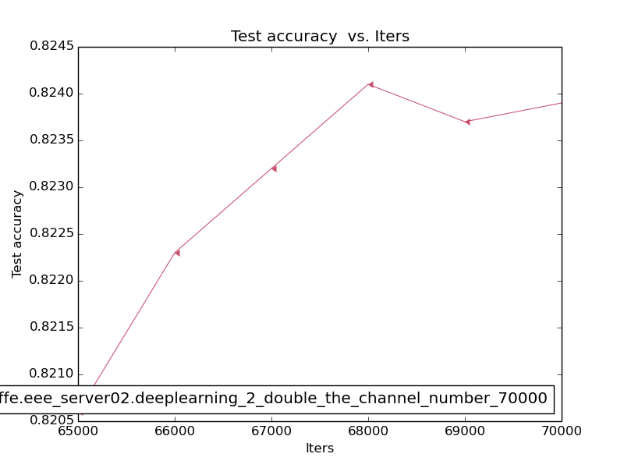 Test accuracy  vs. Iters
0.8245
0.8240
0.8235
0.8230
0.8225
0.8220
0.8215
0.8210
0.8205
Test accuracy
ffe.eee_server02.deeplearning_2_double_the_channel_number_70000
65000 66000 67000 68000 69000 70000
Iters